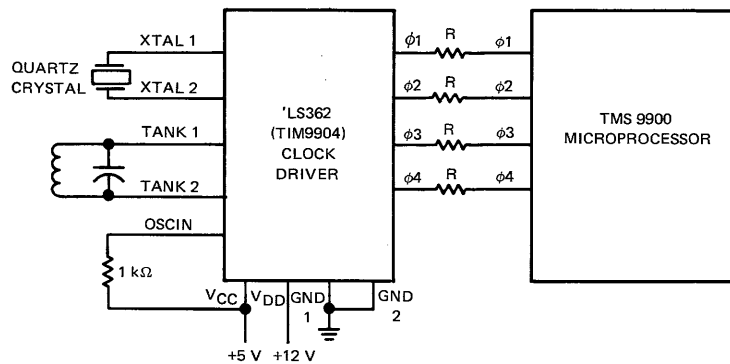 XTAL 1
QUARTZ
CRYSTAL
XTAL 2
TANK 1
TANK 2
OSCIN
1 kΩ
'LS362
(TIM9904)
CLOCK
DRIVER
VCC
VDD
GND
1
GND
2
+5 V
+12 V
ϕ1 R ϕ1
ϕ2 R ϕ2
ϕ3 R ϕ3
ϕ4 R ϕ4
TMS 9900
MICROPROCESSOR